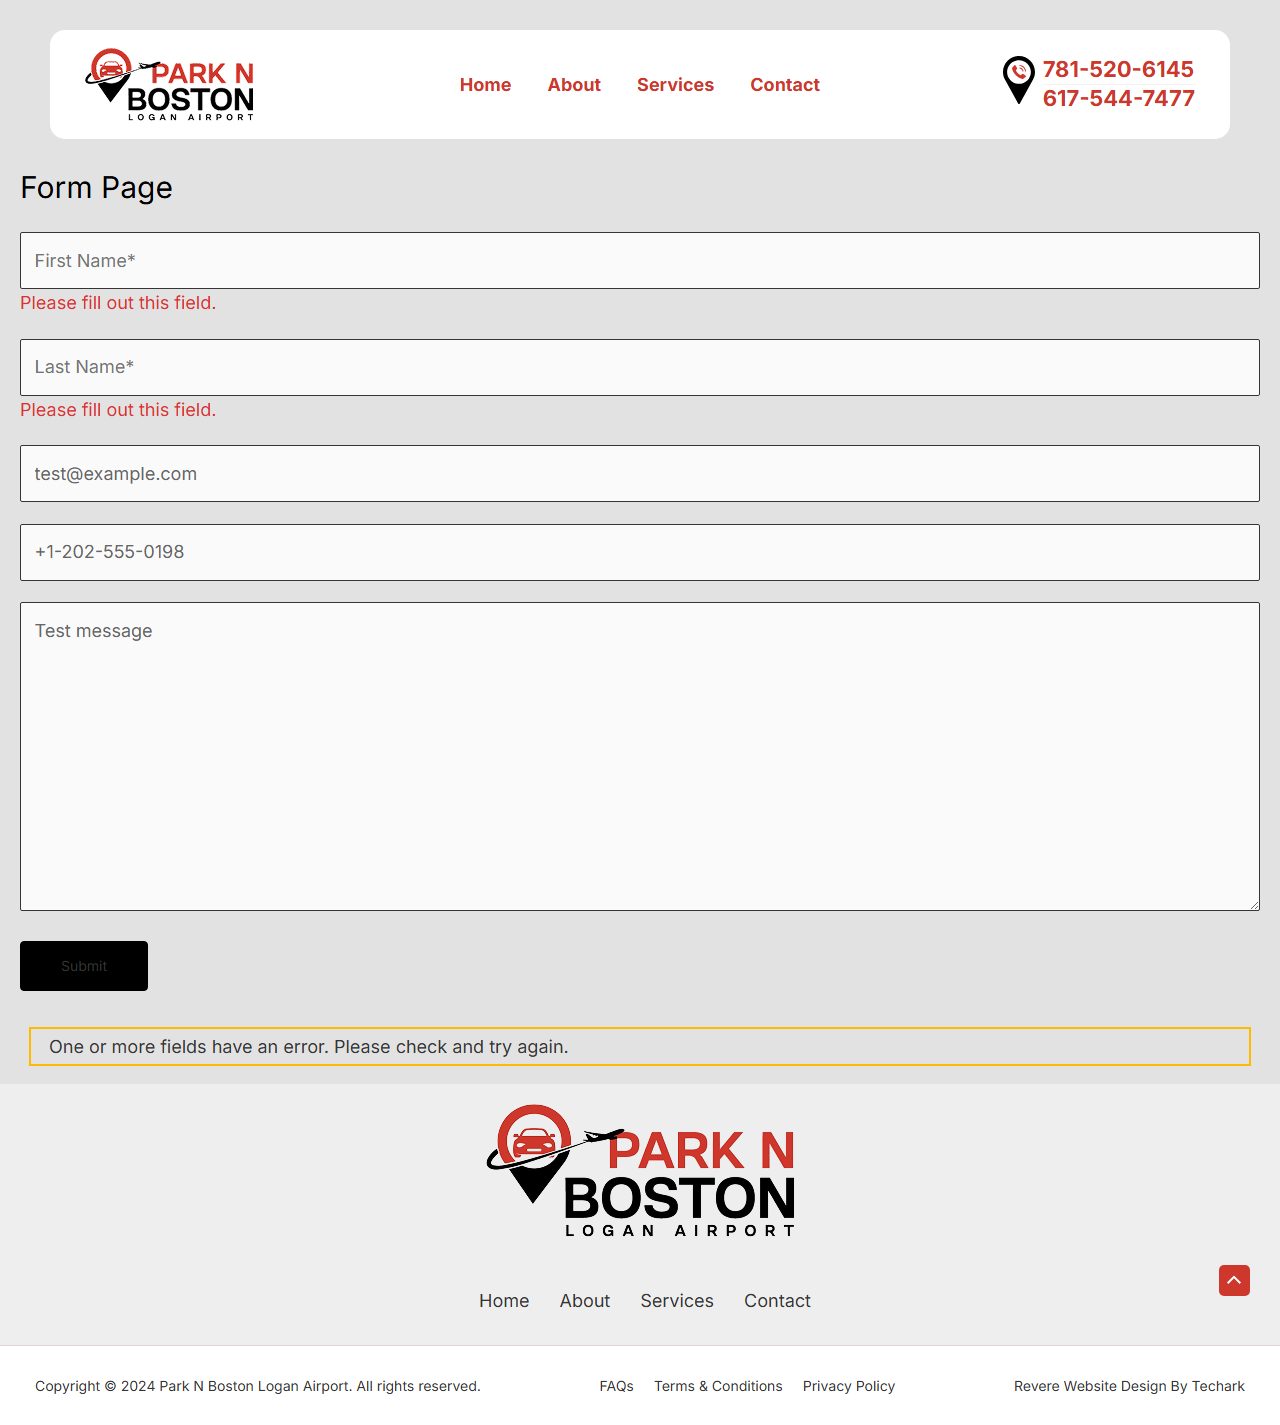 PARK N
BOSTON
LOGAN AIRPORT
Home About Services Contact
781-520-6145
617-544-7477
Form Page
First Name*
Please fill out this field.
Last Name*
Please fill out this field.
test@example.com
+1-202-555-0198
Test message
Submit
One or more fields have an error. Please check and try again.
PARK N
BOSTON
LOGAN AIRPORT
Home About Services Contact
Copyright © 2024 Park N Boston Logan Airport. All rights reserved. FAQs Terms & Conditions Privacy Policy Revere Website Design By Techark